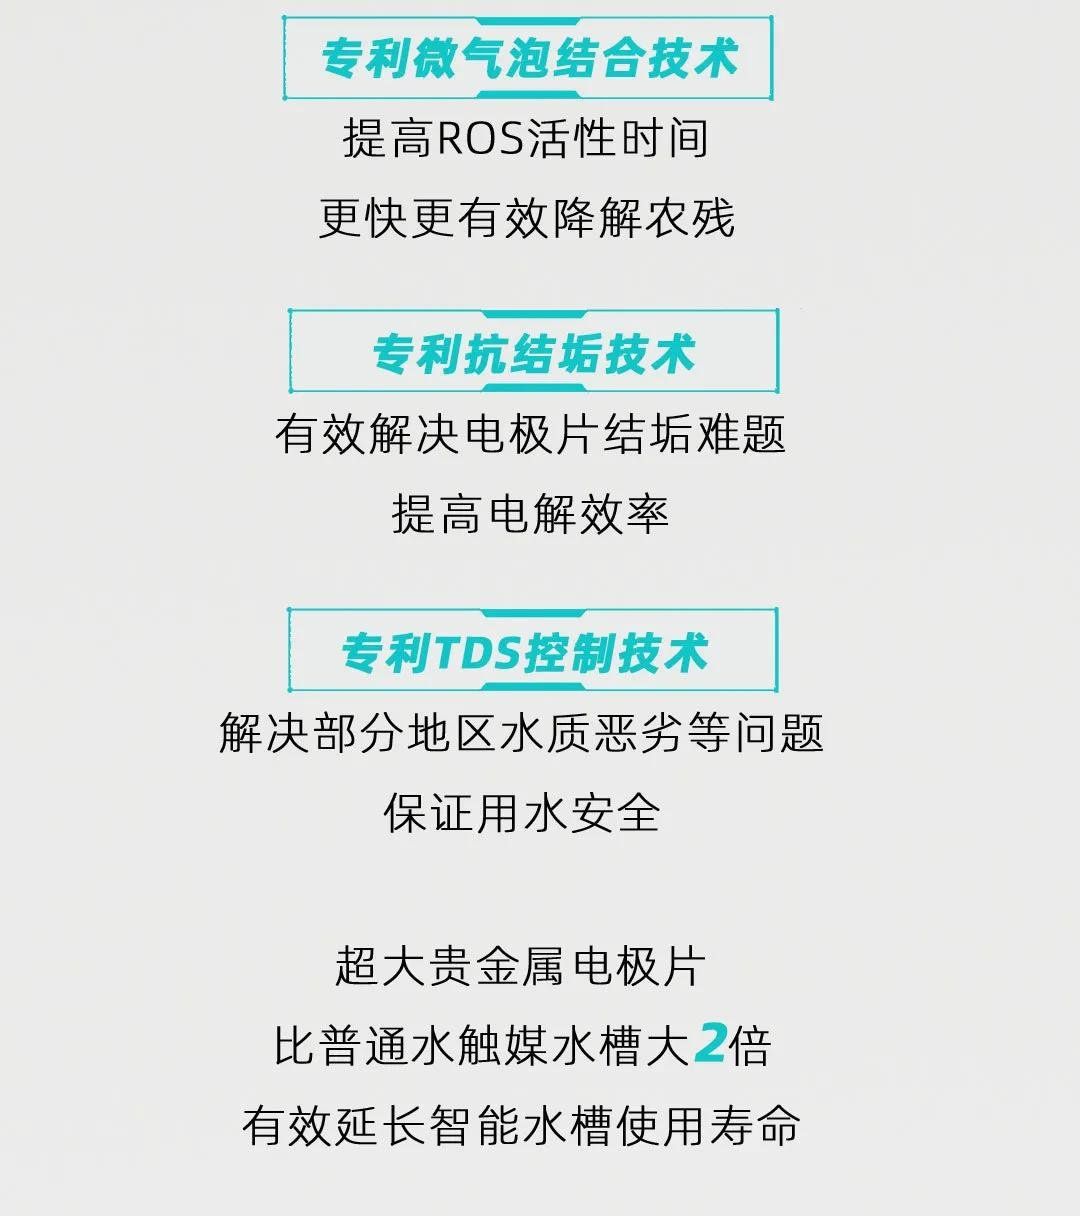 专利微气泡结合技术
提高ROS活性时间
更快更有效降解农残
专利抗结垢技术
有效解决电极片结垢难题
提高电解效率
专利TDS控制技术
解决部分地区水质恶劣等问题
保证用水安全
超大贵金属电极片
比普通水触媒水槽大2倍
有效延长智能水槽使用寿命